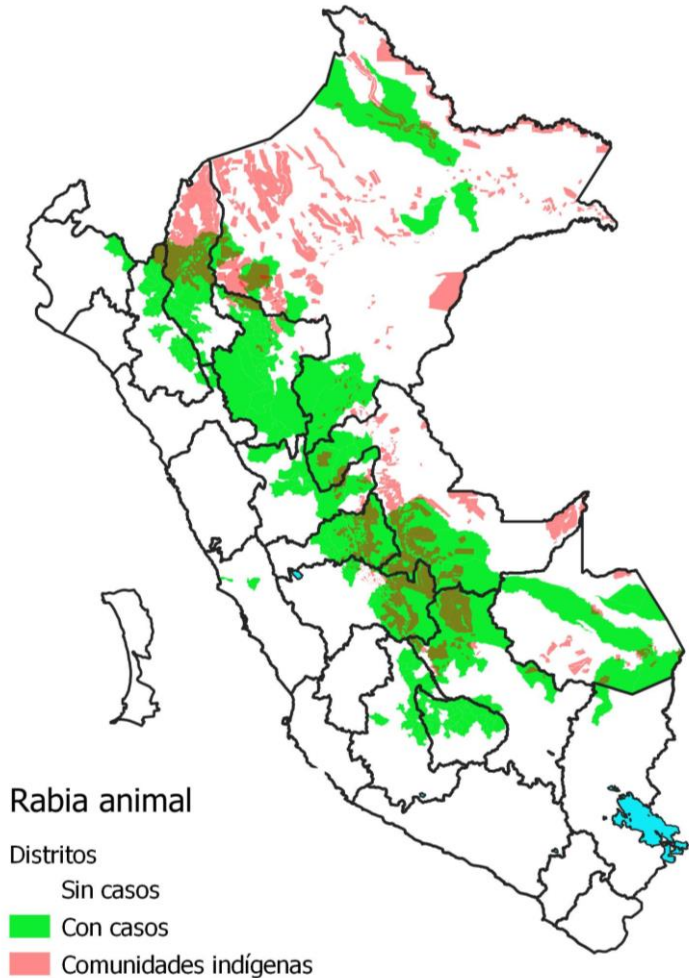 Rabia animal
Distritos
Sin casos
Con casos
Comunidades indígenas